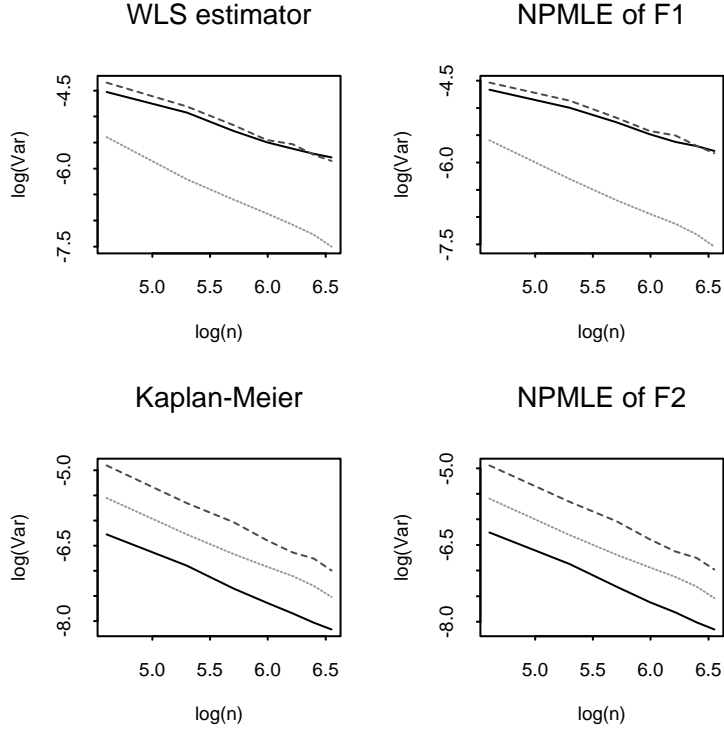 WLS estimator
log(Var)
-4.5
-6.0
-7.5
5.0 5.5 6.0 6.5
log(n)
NPMLE of F1
log(Var)
-4.5
-6.0
-7.5
5.0 5.5 6.0 6.5
log(n)
Kaplan-Meier
log(Var)
-5.0
-6.5
-8.0
5.0 5.5 6.0 6.5
log(n)
NPMLE of F2
log(Var)
-5.0
-6.5
-8.0
5.0 5.5 6.0 6.5
log(n)